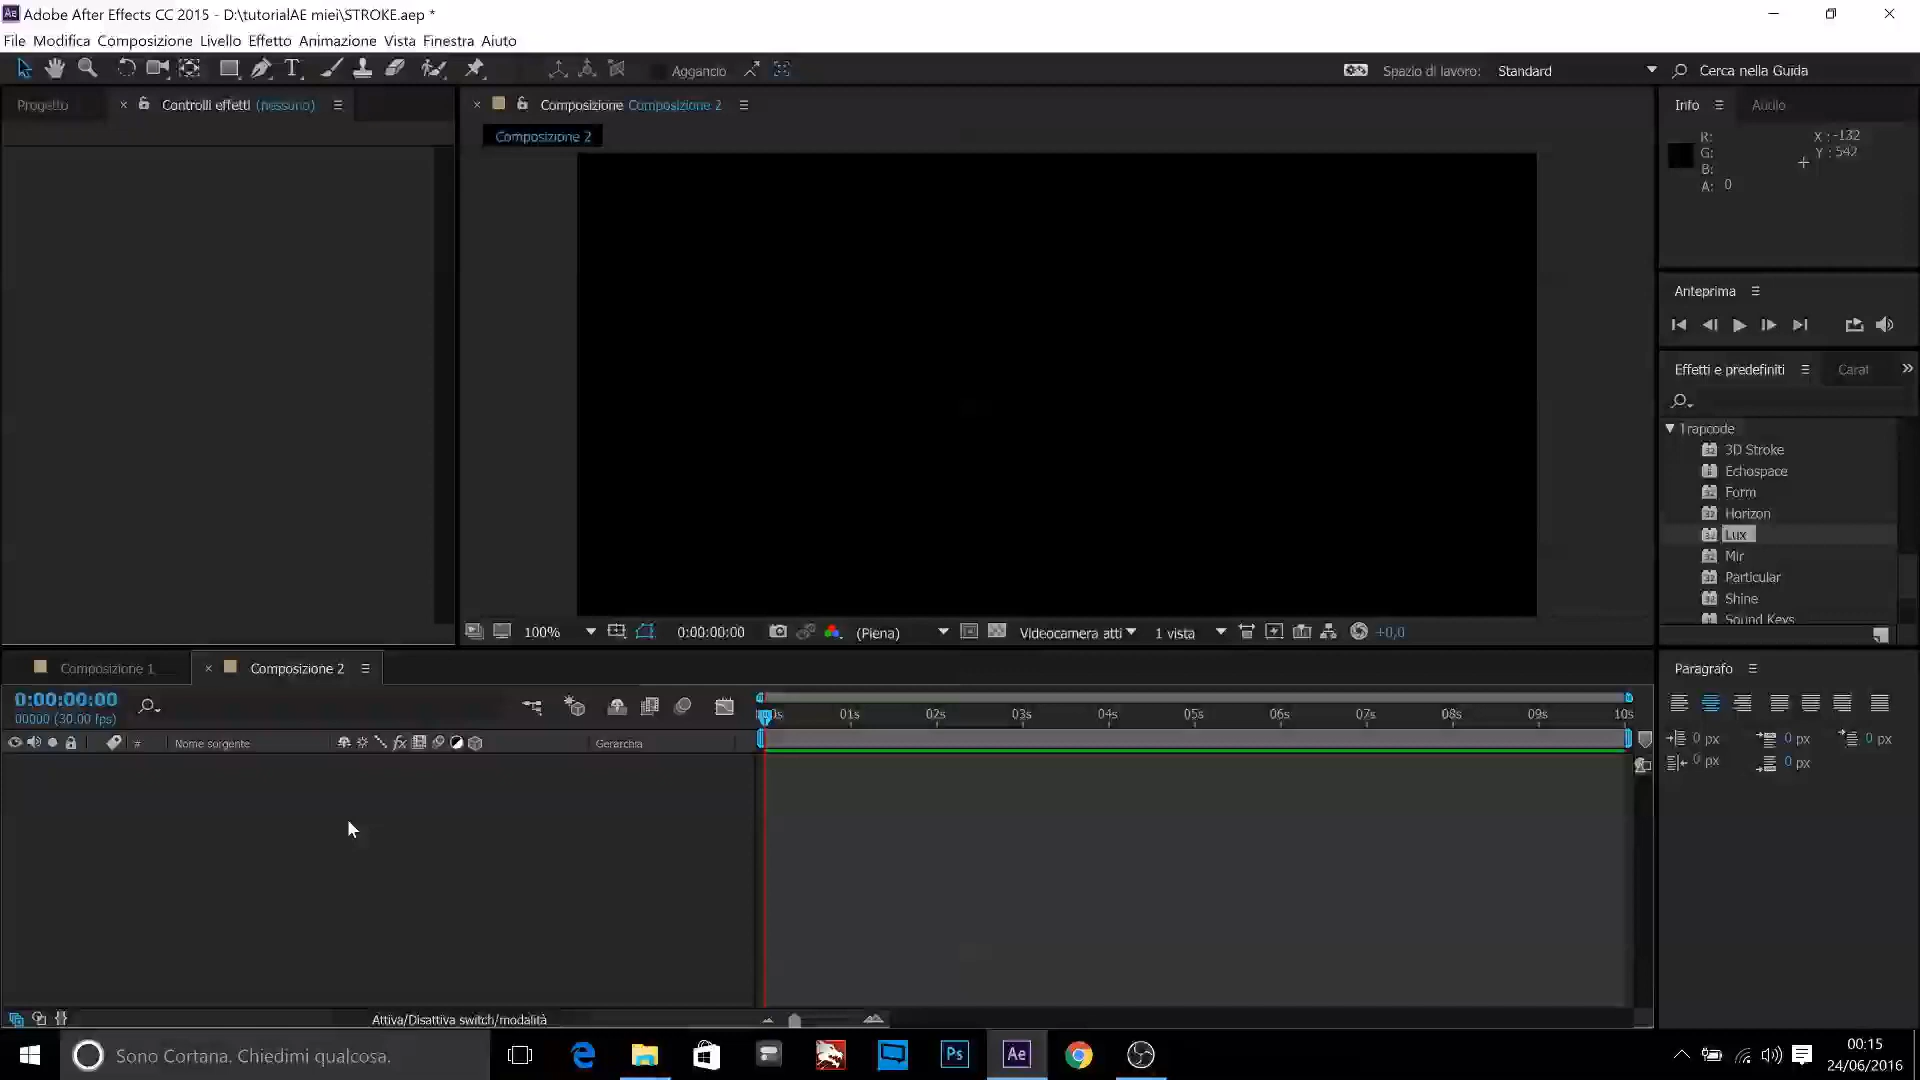 Adobe After Effects CC 2015 - D:\tutorialAE miei\STROKE.aep *
File Modifica Composizione Livello Effetto Animazione Vista Finestra Aiuto
Aggancio
Spazio di lavoro: Standard
Cerca nella Guida
Progetto
Controlli effetti (nessuno)
Composizione Composizione 2
Composizione 2
Info
Audio
R:
G:
B:
A: 0
X : -132
Y : 542
Anteprima
Effetti e predefiniti
Carat
Trapcode
3D Stroke
Echospace
Form
Horizon
Lux
Mir
Particular
Shine
Sound Keys
100%
0:00:00:00
(Piena)
Videocamera atti
1 vista
+0,0
Composizione 1
Composizione 2
0:00:00:00
00000 (30.00 fps)
# Nome sorgente
Gerarchia
01s 02s 03s 04s 05s 06s 07s 08s 09s 10s
Paragrafo
0 px 0 px 0 px
0 px 0 px
Attiva/Disattiva switch/modalità
Sono Cortana. Chiedimi qualcosa.
Ps
Ae
00:15
24/06/2016